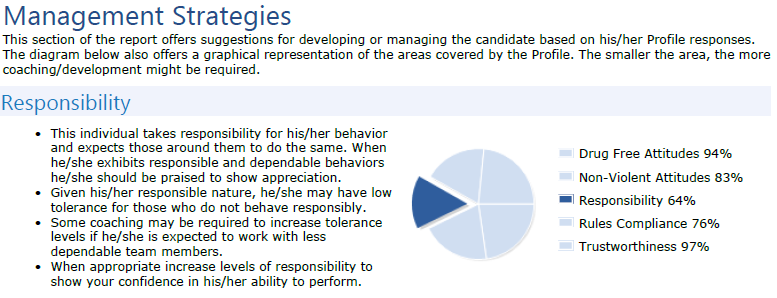 Management Strategies
This section of the report offers suggestions for developing or managing the candidate based on his/her Profile responses.
The diagram below also offers a graphical representation of the areas covered by the Profile. The smaller the area, the more
coaching/development might be required.
Responsibility
• This individual takes responsibility for his/her behavior
and expects those around them to do the same. When
he/she exhibits responsible and dependable behaviors
he/she should be praised to show appreciation.
• Given his/her responsible nature, he/she may have low
tolerance for those who do not behave responsibly.
• Some coaching may be required to increase tolerance
levels if he/she is expected to work with less
dependable team members.
• When appropriate increase levels of responsibility to
show your confidence in his/her ability to perform.
Drug Free Attitudes 94%
Non-Violent Attitudes 83%
Responsibility 64%
Rules Compliance 76%
Trustworthiness 97%